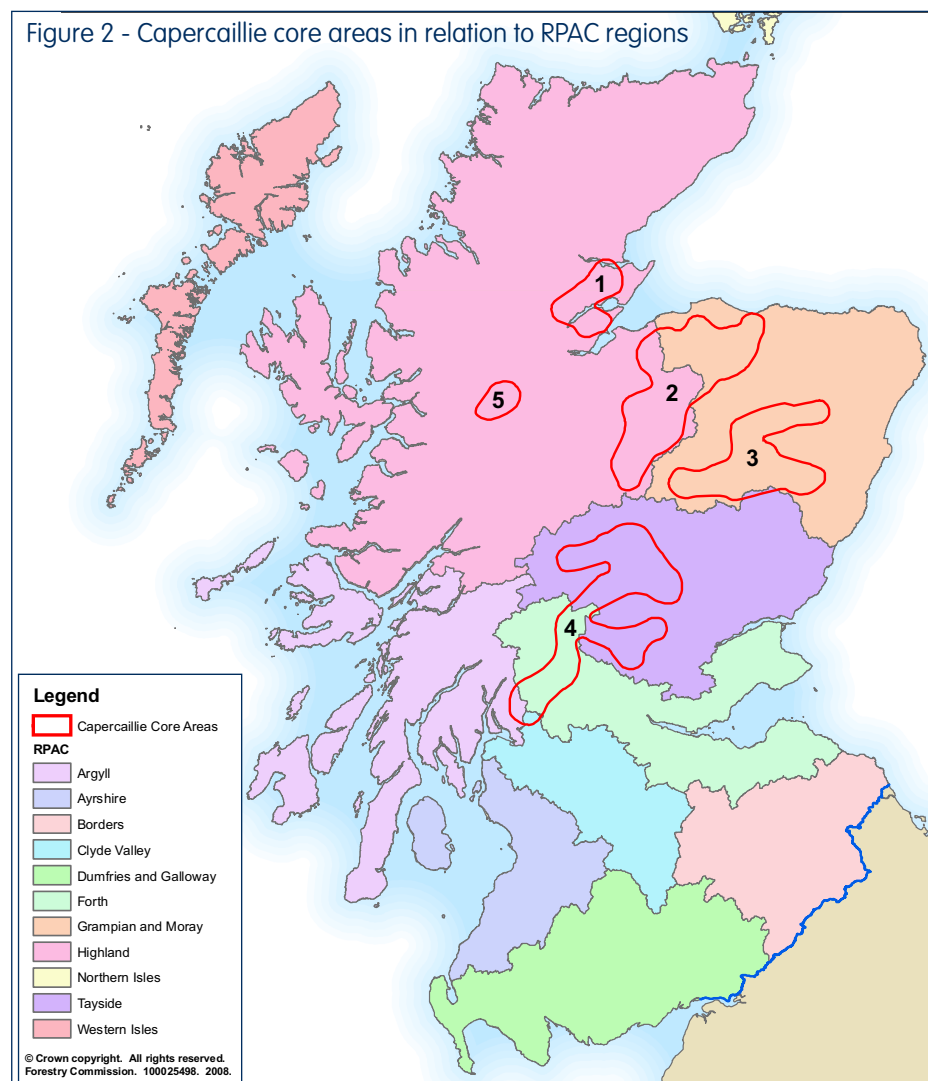 Figure 2 - Capercaillie core areas in relation to RPAC regions
1
2
5
3
4
Legend
Capercaillie Core Areas
RPAC
Argyll
Ayrshire
Borders
Clyde Valley
Dumfries and Galloway
Forth
Grampian and Moray
Highland
Northern Isles
Tayside
Western Isles
© Crown copyright. All rights reserved.
Forestry Commission. 100025498. 2008.